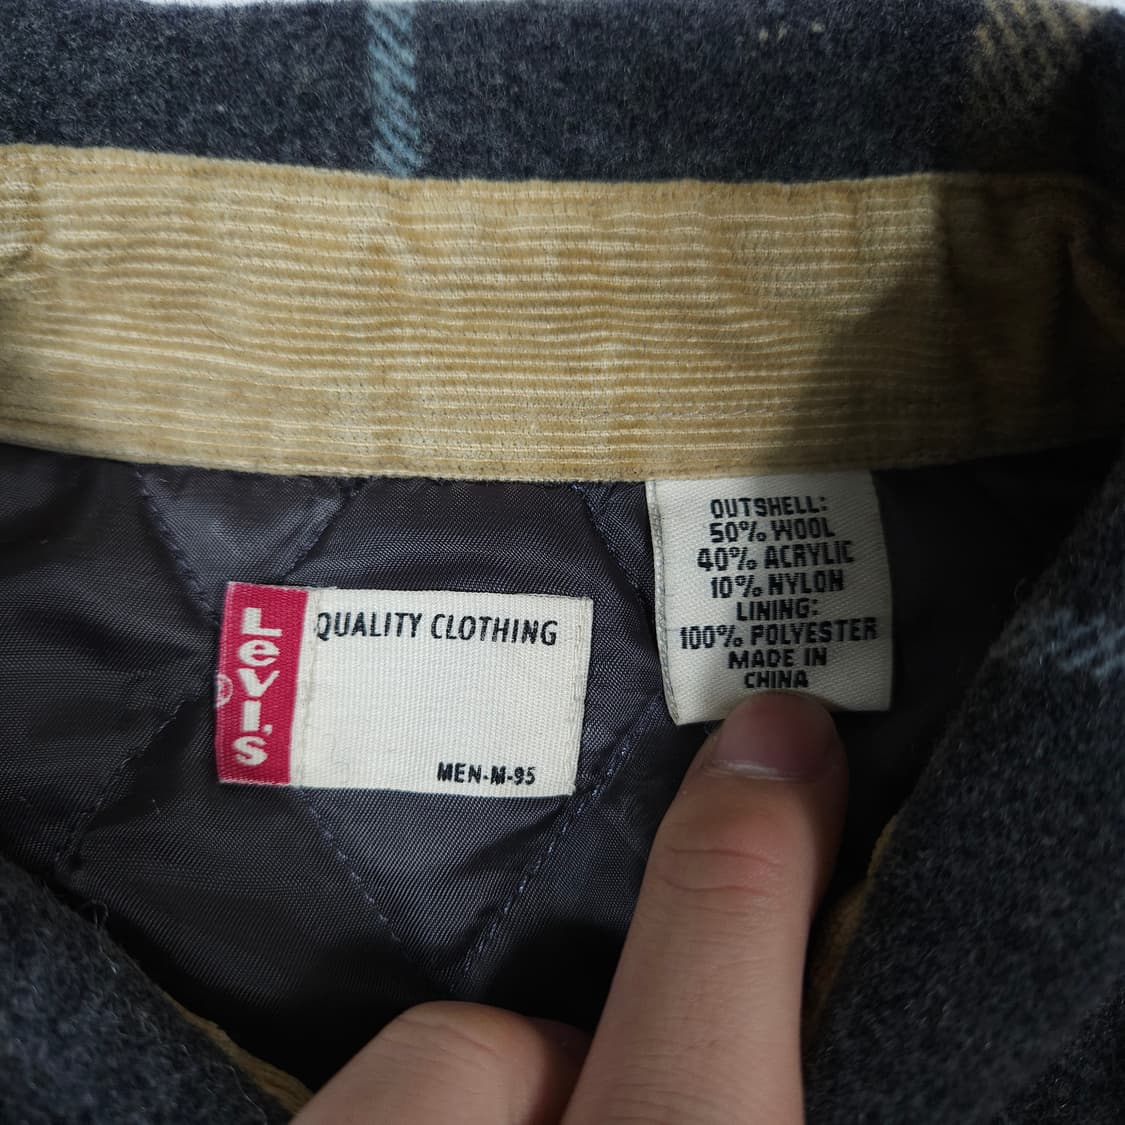 Levi's
®
QUALITY CLOTHING
MEN-M-95
OUTSHELL:
50% WOOL
40% ACRYLIC
10% NYLON
LINING:
100% POLYESTER
MADE IN
CHINA